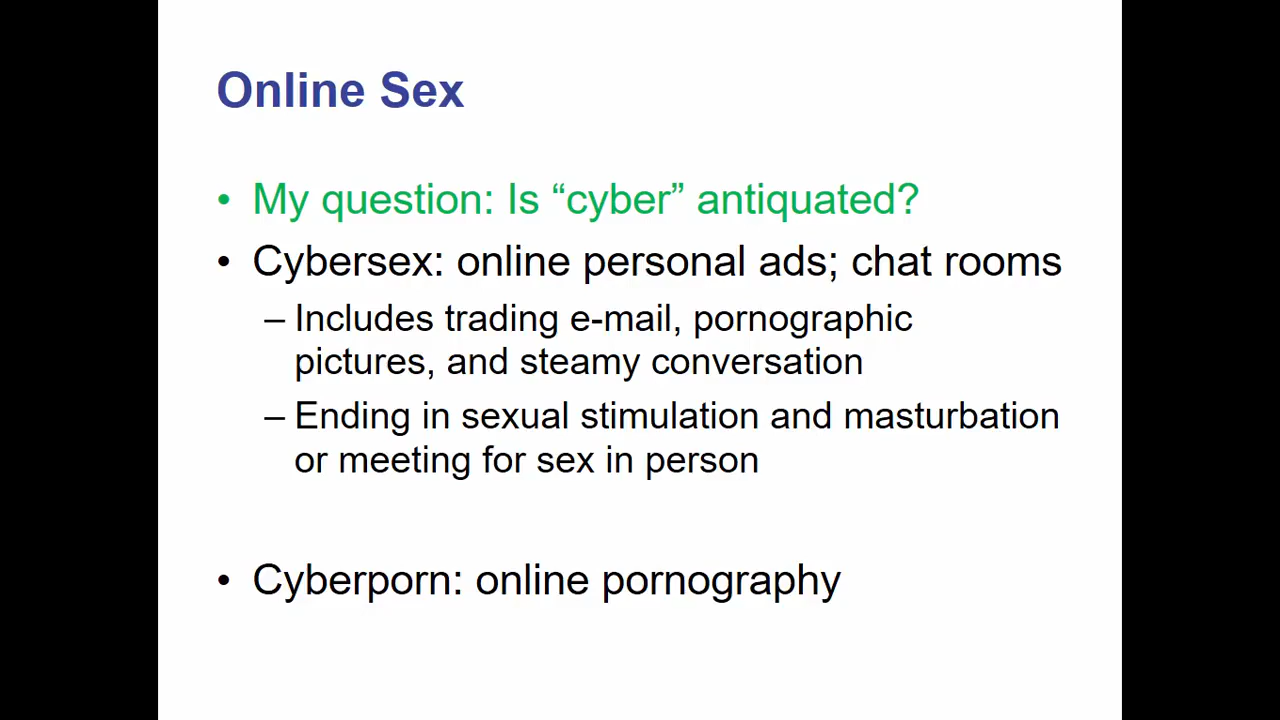 Online Sex
• My question: Is “cyber” antiquated?
• Cybersex: online personal ads; chat rooms
– Includes trading e-mail, pornographic
pictures, and steamy conversation
– Ending in sexual stimulation and masturbation
or meeting for sex in person
• Cyberporn: online pornography